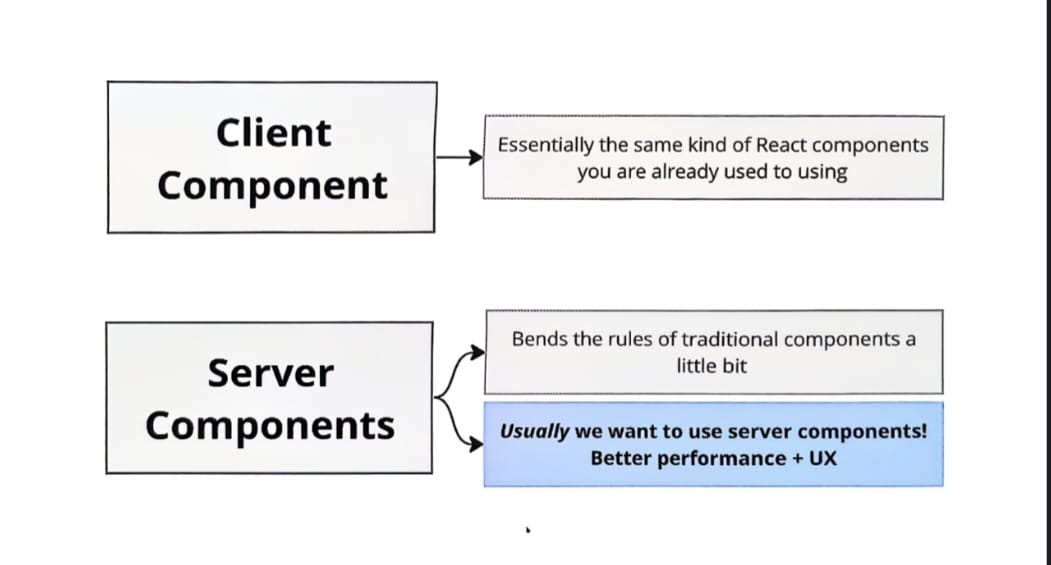 Client
Component
Essentially the same kind of React components
you are already used to using
Server
Components
Bends the rules of traditional components a
little bit
Usually we want to use server components!
Better performance + UX